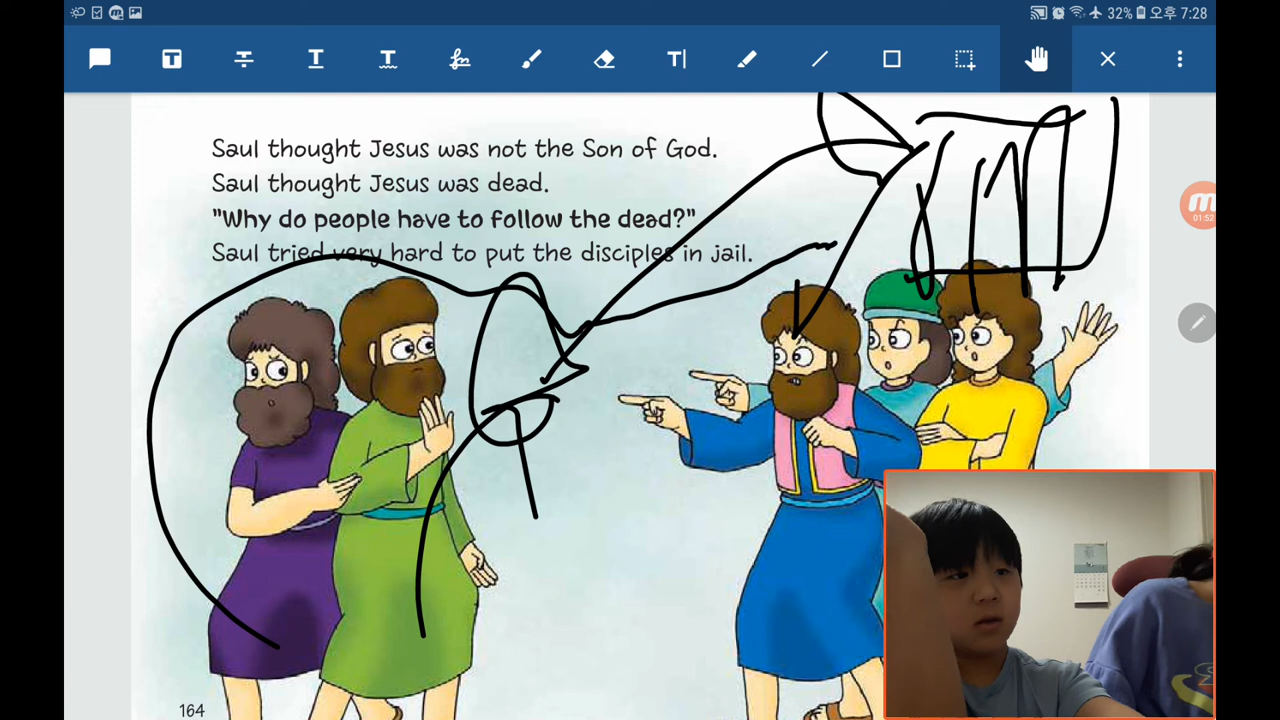 32% 오후 7:28
Saul thought Jesus was not the Son of God.
Saul thought Jesus was dead.
"Why do people have to follow the dead?"
Saul tried very hard to put the disciples in jail.
01:52
164